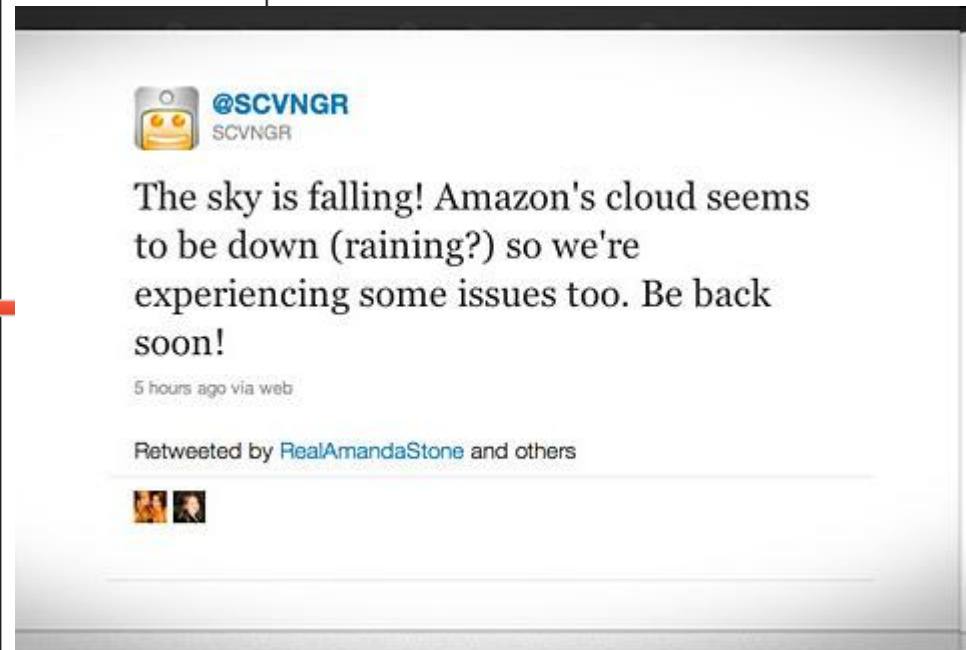 @SCVNGR
SCVNGR
The sky is falling! Amazon's cloud seems
to be down (raining?) so we're
experiencing some issues too. Be back
soon!
5 hours ago via web
Retweeted by RealAmandaStone and others